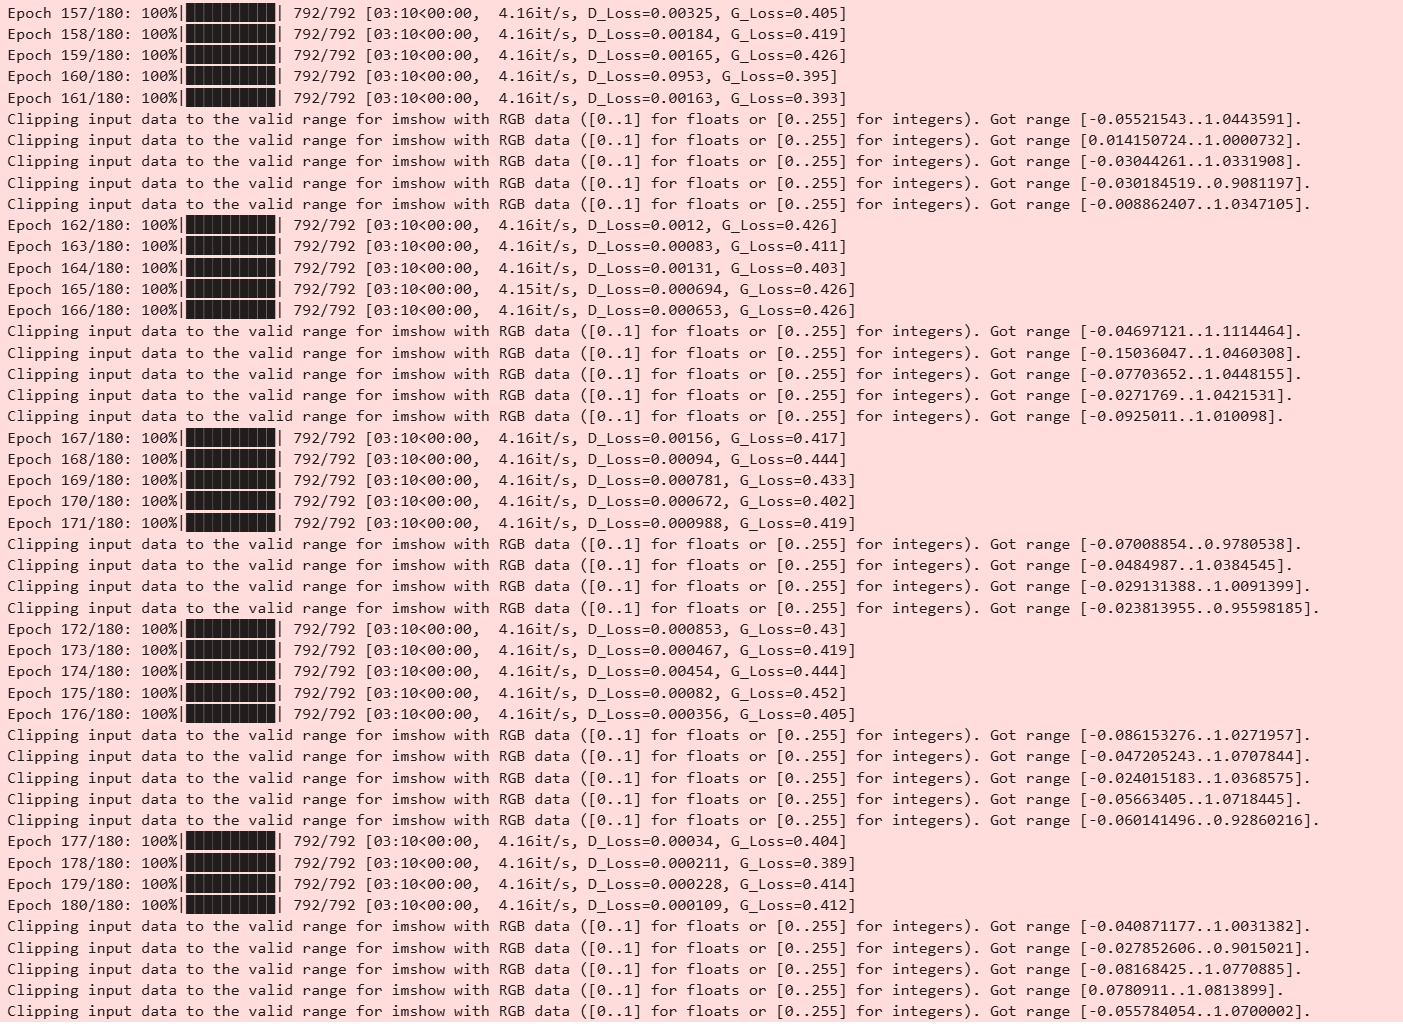 Epoch 157/180: 100%|██████████| 792/792 [03:10<00:00,  4.16it/s, D_Loss=0.00325, G_Loss=0.405]
Epoch 158/180: 100%|██████████| 792/792 [03:10<00:00,  4.16it/s, D_Loss=0.00184, G_Loss=0.419]
Epoch 159/180: 100%|██████████| 792/792 [03:10<00:00,  4.16it/s, D_Loss=0.00165, G_Loss=0.426]
Epoch 160/180: 100%|██████████| 792/792 [03:10<00:00,  4.16it/s, D_Loss=0.0953, G_Loss=0.395]
Epoch 161/180: 100%|██████████| 792/792 [03:10<00:00,  4.16it/s, D_Loss=0.00163, G_Loss=0.393]
Clipping input data to the valid range for imshow with RGB data ([0..1] for floats or [0..255] for integers). Got range [-0.05521543..1.0443591].
Clipping input data to the valid range for imshow with RGB data ([0..1] for floats or [0..255] for integers). Got range [0.014150724..1.0000732].
Clipping input data to the valid range for imshow with RGB data ([0..1] for floats or [0..255] for integers). Got range [-0.03044261..1.0331908].
Clipping input data to the valid range for imshow with RGB data ([0..1] for floats or [0..255] for integers). Got range [-0.030184519..0.9081197].
Clipping input data to the valid range for imshow with RGB data ([0..1] for floats or [0..255] for integers). Got range [-0.008862407..1.0347105].
Epoch 162/180: 100%|██████████| 792/792 [03:10<00:00,  4.16it/s, D_Loss=0.0012, G_Loss=0.426]
Epoch 163/180: 100%|██████████| 792/792 [03:10<00:00,  4.16it/s, D_Loss=0.00083, G_Loss=0.411]
Epoch 164/180: 100%|██████████| 792/792 [03:10<00:00,  4.16it/s, D_Loss=0.00131, G_Loss=0.403]
Epoch 165/180: 100%|██████████| 792/792 [03:10<00:00,  4.15it/s, D_Loss=0.000694, G_Loss=0.426]
Epoch 166/180: 100%|██████████| 792/792 [03:10<00:00,  4.16it/s, D_Loss=0.000653, G_Loss=0.426]
Clipping input data to the valid range for imshow with RGB data ([0..1] for floats or [0..255] for integers). Got range [-0.04697121..1.1114464].
Clipping input data to the valid range for imshow with RGB data ([0..1] for floats or [0..255] for integers). Got range [-0.15036047..1.0460308].
Clipping input data to the valid range for imshow with RGB data ([0..1] for floats or [0..255] for integers). Got range [-0.07703652..1.0448155].
Clipping input data to the valid range for imshow with RGB data ([0..1] for floats or [0..255] for integers). Got range [-0.0271769..1.0421531].
Clipping input data to the valid range for imshow with RGB data ([0..1] for floats or [0..255] for integers). Got range [-0.0925011..1.010098].
Epoch 167/180: 100%|██████████| 792/792 [03:10<00:00,  4.16it/s, D_Loss=0.00156, G_Loss=0.417]
Epoch 168/180: 100%|██████████| 792/792 [03:10<00:00,  4.16it/s, D_Loss=0.00094, G_Loss=0.444]
Epoch 169/180: 100%|██████████| 792/792 [03:10<00:00,  4.16it/s, D_Loss=0.000781, G_Loss=0.433]
Epoch 170/180: 100%|██████████| 792/792 [03:10<00:00,  4.16it/s, D_Loss=0.000672, G_Loss=0.402]
Epoch 171/180: 100%|██████████| 792/792 [03:10<00:00,  4.16it/s, D_Loss=0.000988, G_Loss=0.419]
Clipping input data to the valid range for imshow with RGB data ([0..1] for floats or [0..255] for integers). Got range [-0.07008854..0.9780538].
Clipping input data to the valid range for imshow with RGB data ([0..1] for floats or [0..255] for integers). Got range [-0.0484987..1.0384545].
Clipping input data to the valid range for imshow with RGB data ([0..1] for floats or [0..255] for integers). Got range [-0.029131388..1.0091399].
Clipping input data to the valid range for imshow with RGB data ([0..1] for floats or [0..255] for integers). Got range [-0.023813955..0.95598185].
Epoch 172/180: 100%|██████████| 792/792 [03:10<00:00,  4.16it/s, D_Loss=0.000853, G_Loss=0.43]
Epoch 173/180: 100%|██████████| 792/792 [03:10<00:00,  4.16it/s, D_Loss=0.000467, G_Loss=0.419]
Epoch 174/180: 100%|██████████| 792/792 [03:10<00:00,  4.16it/s, D_Loss=0.00454, G_Loss=0.444]
Epoch 175/180: 100%|██████████| 792/792 [03:10<00:00,  4.16it/s, D_Loss=0.00082, G_Loss=0.452]
Epoch 176/180: 100%|██████████| 792/792 [03:10<00:00,  4.16it/s, D_Loss=0.000356, G_Loss=0.405]
Clipping input data to the valid range for imshow with RGB data ([0..1] for floats or [0..255] for integers). Got range [-0.086153276..1.0271957].
Clipping input data to the valid range for imshow with RGB data ([0..1] for floats or [0..255] for integers). Got range [-0.047205243..1.0707844].
Clipping input data to the valid range for imshow with RGB data ([0..1] for floats or [0..255] for integers). Got range [-0.024015183..1.0368575].
Clipping input data to the valid range for imshow with RGB data ([0..1] for floats or [0..255] for integers). Got range [-0.05663405..1.0718445].
Clipping input data to the valid range for imshow with RGB data ([0..1] for floats or [0..255] for integers). Got range [-0.060141496..0.92860216].
Epoch 177/180: 100%|██████████| 792/792 [03:10<00:00,  4.16it/s, D_Loss=0.00034, G_Loss=0.404]
Epoch 178/180: 100%|██████████| 792/792 [03:10<00:00,  4.16it/s, D_Loss=0.000211, G_Loss=0.389]
Epoch 179/180: 100%|██████████| 792/792 [03:10<00:00,  4.16it/s, D_Loss=0.000228, G_Loss=0.414]
Epoch 180/180: 100%|██████████| 792/792 [03:10<00:00,  4.16it/s, D_Loss=0.000109, G_Loss=0.412]
Clipping input data to the valid range for imshow with RGB data ([0..1] for floats or [0..255] for integers). Got range [-0.040871177..1.0031382].
Clipping input data to the valid range for imshow with RGB data ([0..1] for floats or [0..255] for integers). Got range [-0.027852606..0.9015021].
Clipping input data to the valid range for imshow with RGB data ([0..1] for floats or [0..255] for integers). Got range [-0.08168425..1.0770885].
Clipping input data to the valid range for imshow with RGB data ([0..1] for floats or [0..255] for integers). Got range [0.0780911..1.0813899].
Clipping input data to the valid range for imshow with RGB data ([0..1] for floats or [0..255] for integers). Got range [-0.055784054..1.0700002].